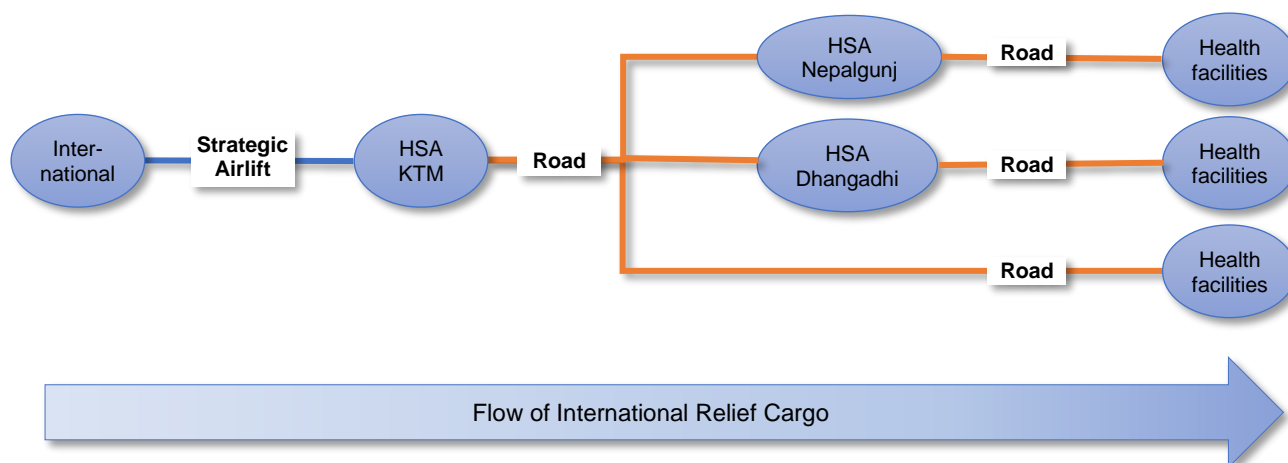 HSA
Nepalgunj
Road
Health
facilities
Inter-
national
Strategic
Airlift
HSA
KTM
Road
HSA
Dhangadhi
Road
Health
facilities
Road
Health
facilities
Flow of International Relief Cargo